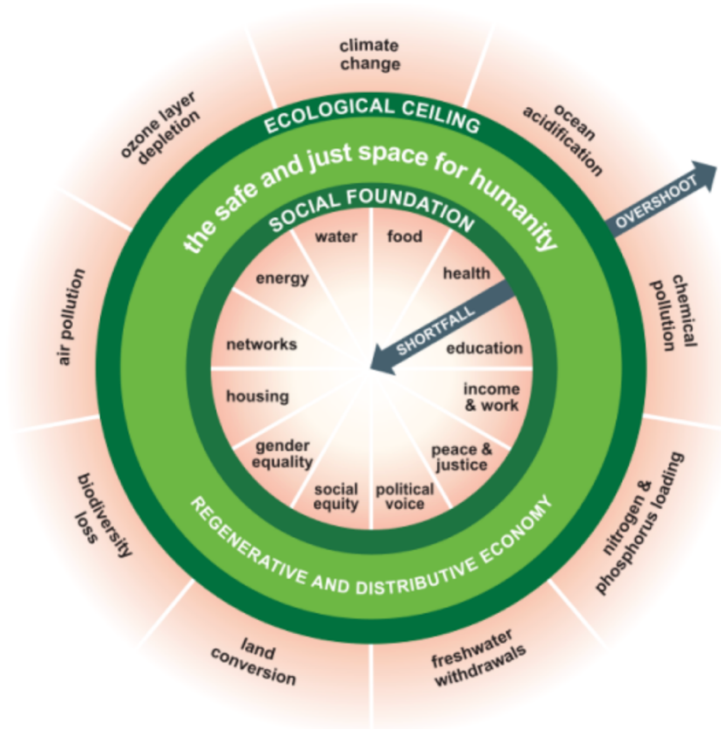 climate
change
ocean
acidification
chemical
pollution
nitrogen &
phosphorus loading
freshwater
withdrawals
land
conversion
biodiversity
loss
air pollution
ozone layer
depletion
ECOLOGICAL CEILING
the safe and just space for humanity
SOCIAL FOUNDATION
OVERSHOOT
SHORTFALL
water
food
health
education
income
& work
peace &
justice
political
voice
social
equity
gender
equality
housing
networks
energy
REGENERATIVE AND DISTRIBUTIVE ECONOMY